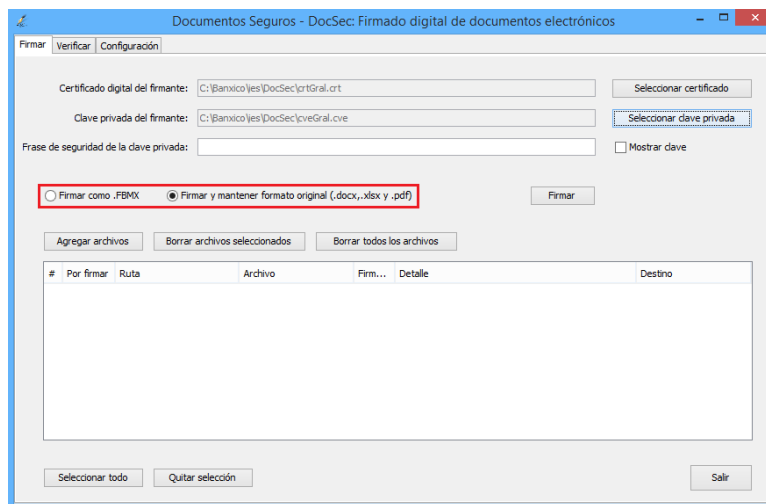 Documentos Seguros - DocSec: Firmado digital de documentos electrónicos
Firmar Verificar Configuración
Certificado digital del firmante: C:\Banxico\ies\DocSec\crtGral.crt Seleccionar certificado
Clave privada del firmante: C:\Banxico\ies\DocSec\cveGral.cve Seleccionar clave privada
Frase de seguridad de la clave privada: Mostrar clave
Firmar como .FBMX Firmar y mantener formato original (.docx,.xlsx y .pdf) Firmar
Agregar archivos Borrar archivos seleccionados Borrar todos los archivos
# Por firmar Ruta Archivo Firm... Detalle Destino
Seleccionar todo Quitar selección Salir